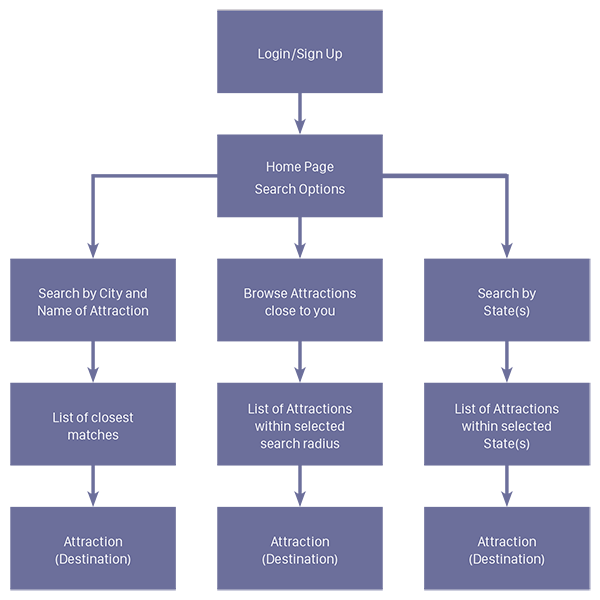 Login/Sign Up
Home Page
Search Options
Search by City and
Name of Attraction
Browse Attractions
close to you
Search by
State(s)
List of closest
matches
List of Attractions
within selected
search radius
List of Attractions
within selected
State(s)
Attraction
(Destination)
Attraction
(Destination)
Attraction
(Destination)